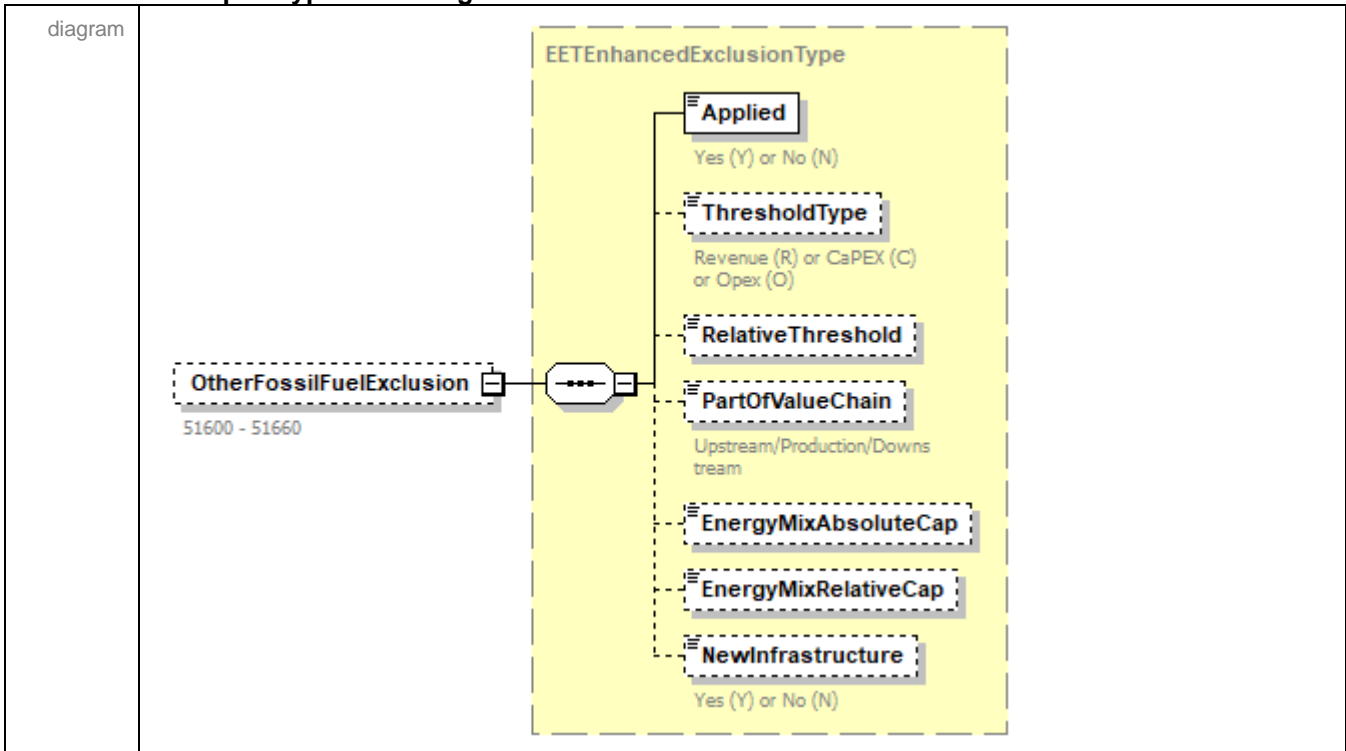 diagram
EETEnhancedExclusionType
Applied
Yes (Y) or No (N)
ThresholdType
Revenue (R) or CaPEX (C)
or Opex (O)
RelativeThreshold
OtherFossilFuelExclusion
51600 - 51660
PartOfValueChain
Upstream/Production/Downs
tream
EnergyMixAbsoluteCap
EnergyMixRelativeCap
NewInfrastructure
Yes (Y) or No (N)